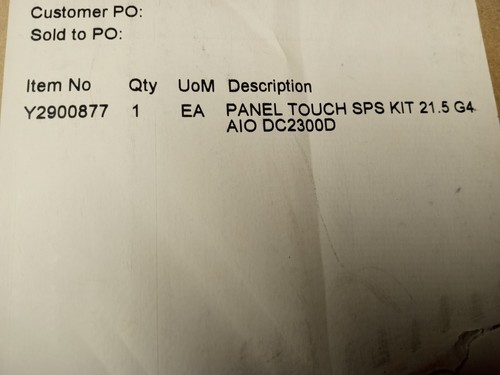 Customer PO:
Sold to PO:
Item No Qty UoM Description
Y2900877 1 EA PANEL TOUCH SPS KIT 21.5 G4
AIO DC2300D